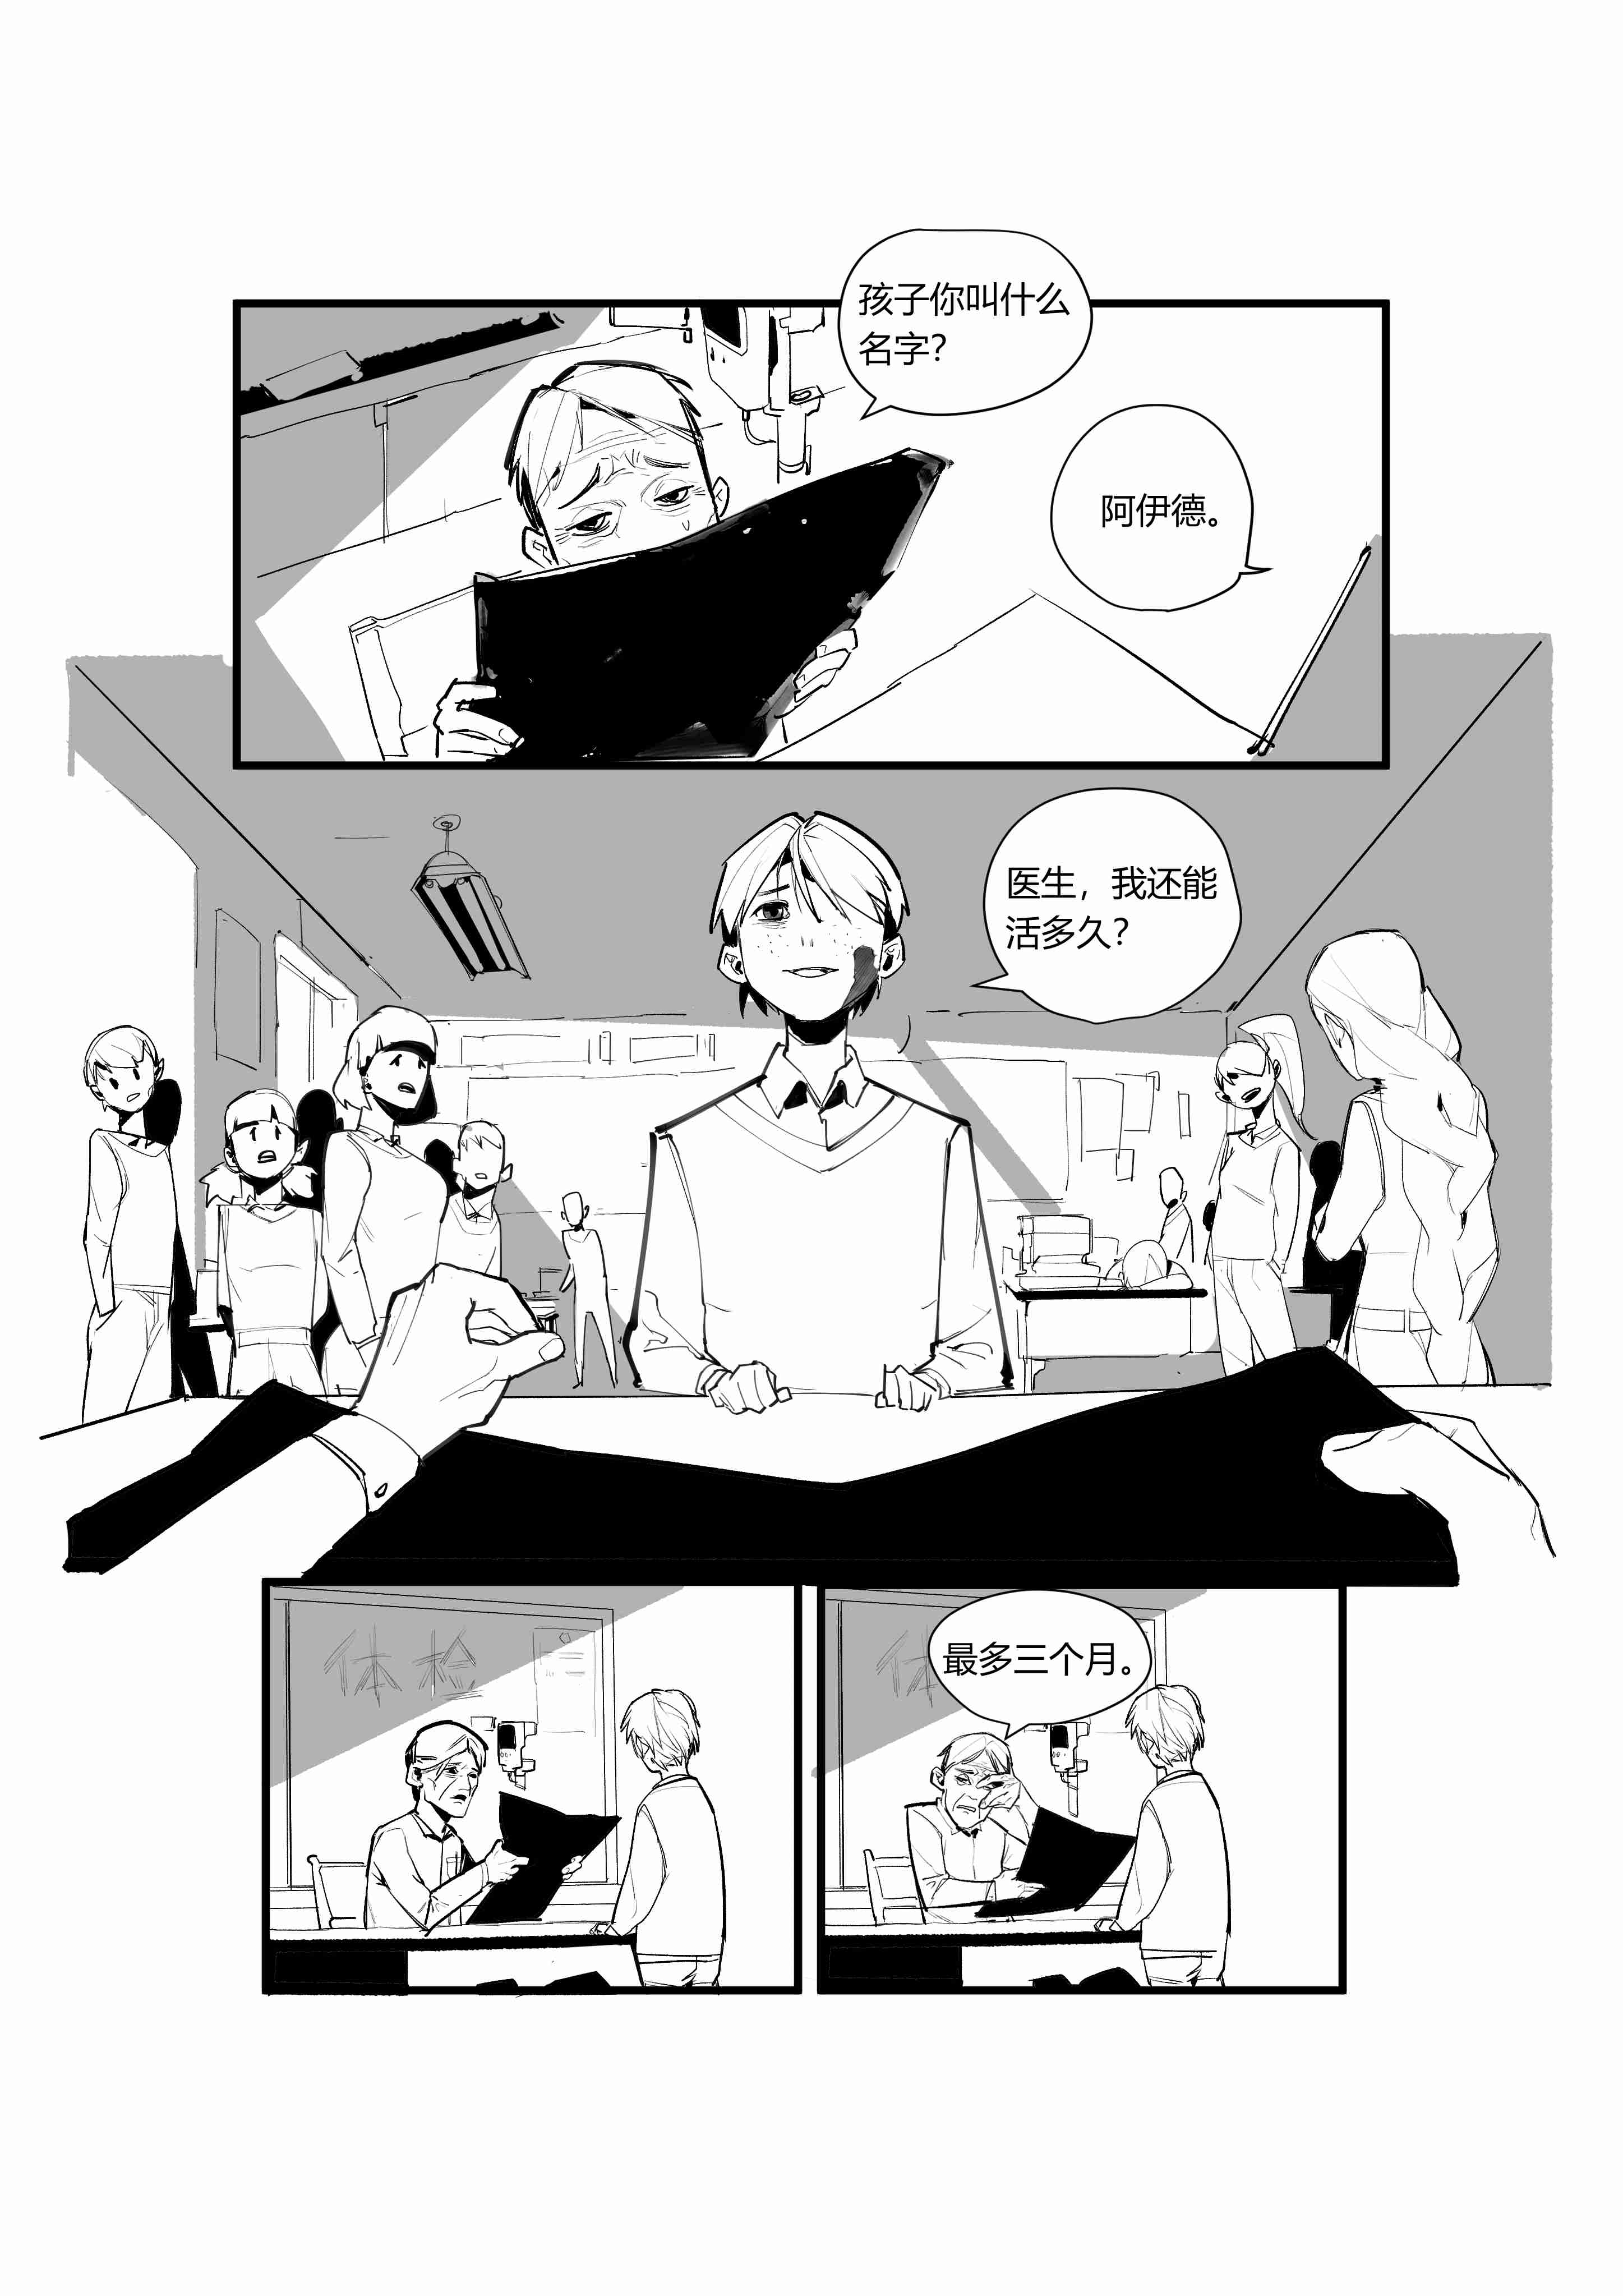 孩子你叫什么
名字？
阿伊德。
医生，我还能
活多久？
体检
最多三个月。
体